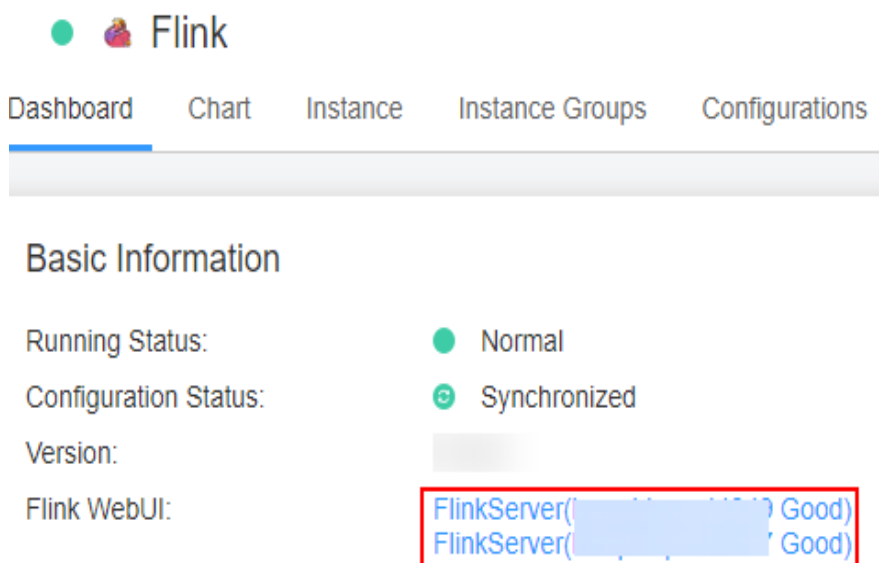 Flink
Dashboard Chart Instance Instance Groups Configurations
Basic Information
Running Status: Normal
Configuration Status: Synchronized
Version:
Flink WebUI: FlinkServer( Good)
FlinkServer( Good)